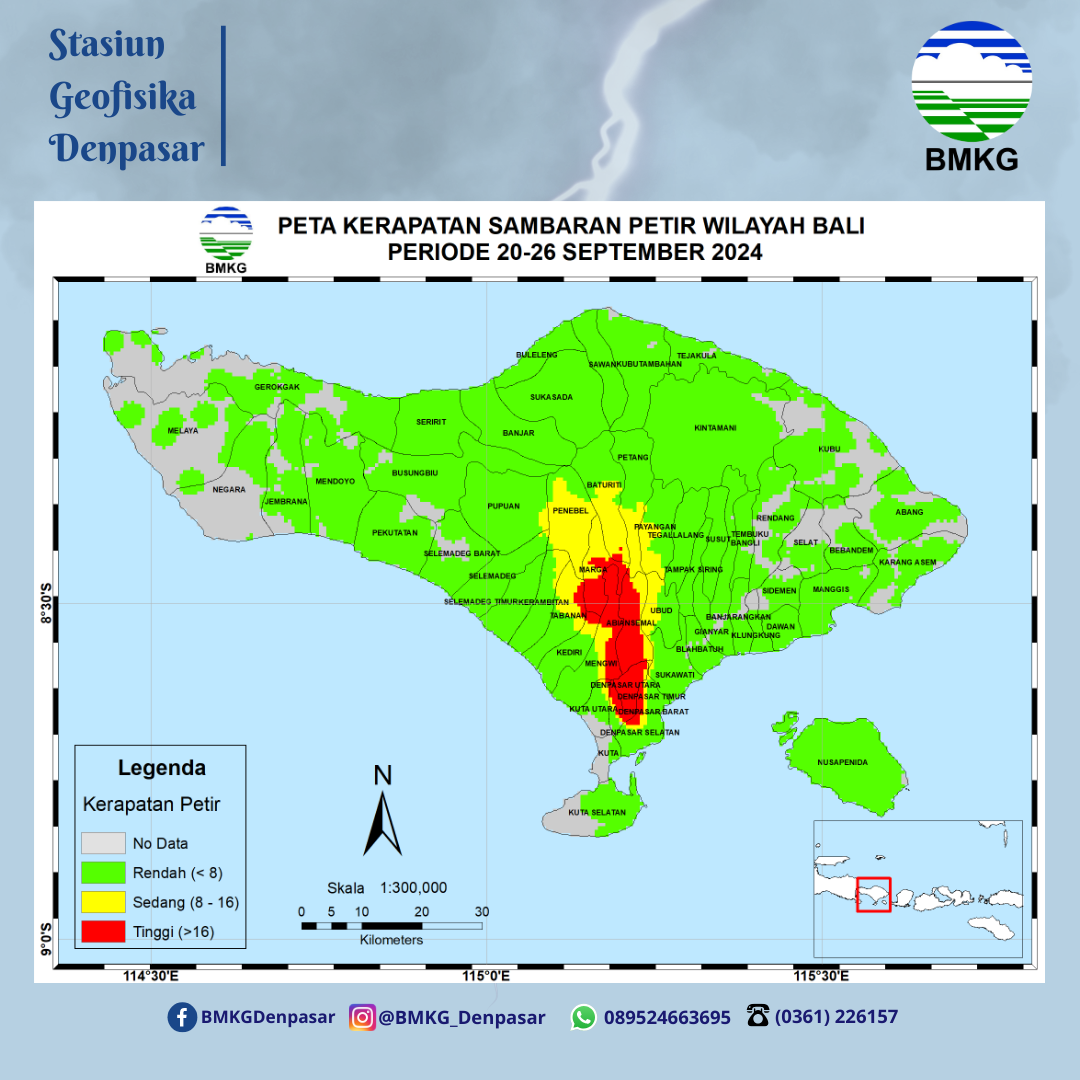 Stasiun
Geofisika
Denpasar
BMKG
BMKG
PETA KERAPATAN SAMBARAN PETIR WILAYAH BALI
PERIODE 20-26 SEPTEMBER 2024
BULELENG
TEJAKULA
SAWAN
KUBUTAMBAHAN
GEROKGAK
SUKASADA
SERIRIT
MELAYA
BANJAR
KINTAMANI
KUBU
PETANG
BUSUNGBIU
MENDOYO
BATURITI
NEGARA
JEMBRANA
PUPUAN
PENEBEL
ABANG
RENDANG
PEKUTATAN
PAYANGAN
TEGALLALANG
SUSUT
TEMBUKU
BANGLI
SELAT
BEBANDEM
SELEMADEG BARAT
KARANG ASEM
MARGA
TAMPAK SIRING
SELEMADEG
SIDEMEN
MANGGIS
SELEMADEG TIMUR
KERAMBITAN
TABANAN
UBUD
ABIANSEMAL
BANJARANGKAN
DAWAN
GIANYAR
KLUNGKUNG
KEDIRI
BLAHBATUH
MENGWI
SUKAWATI
DENPASAR UTARA
DENPASAR TIMUR
KUTA UTARA
DENPASAR BARAT
DENPASAR SELATAN
KUTA
NUSAPENIDA
KUTA SELATAN
8°30'S
9°0'S
Legenda
Kerapatan Petir
No Data
Rendah (< 8)
Sedang (8 - 16)
Tinggi (>16)
N
Skala 1:300,000
0 5 10 20 30
Kilometers
114°30'E
115°0'E
115°30'E
BMKGDenpasar
@BMKG_Denpasar
089524663695
(0361) 226157